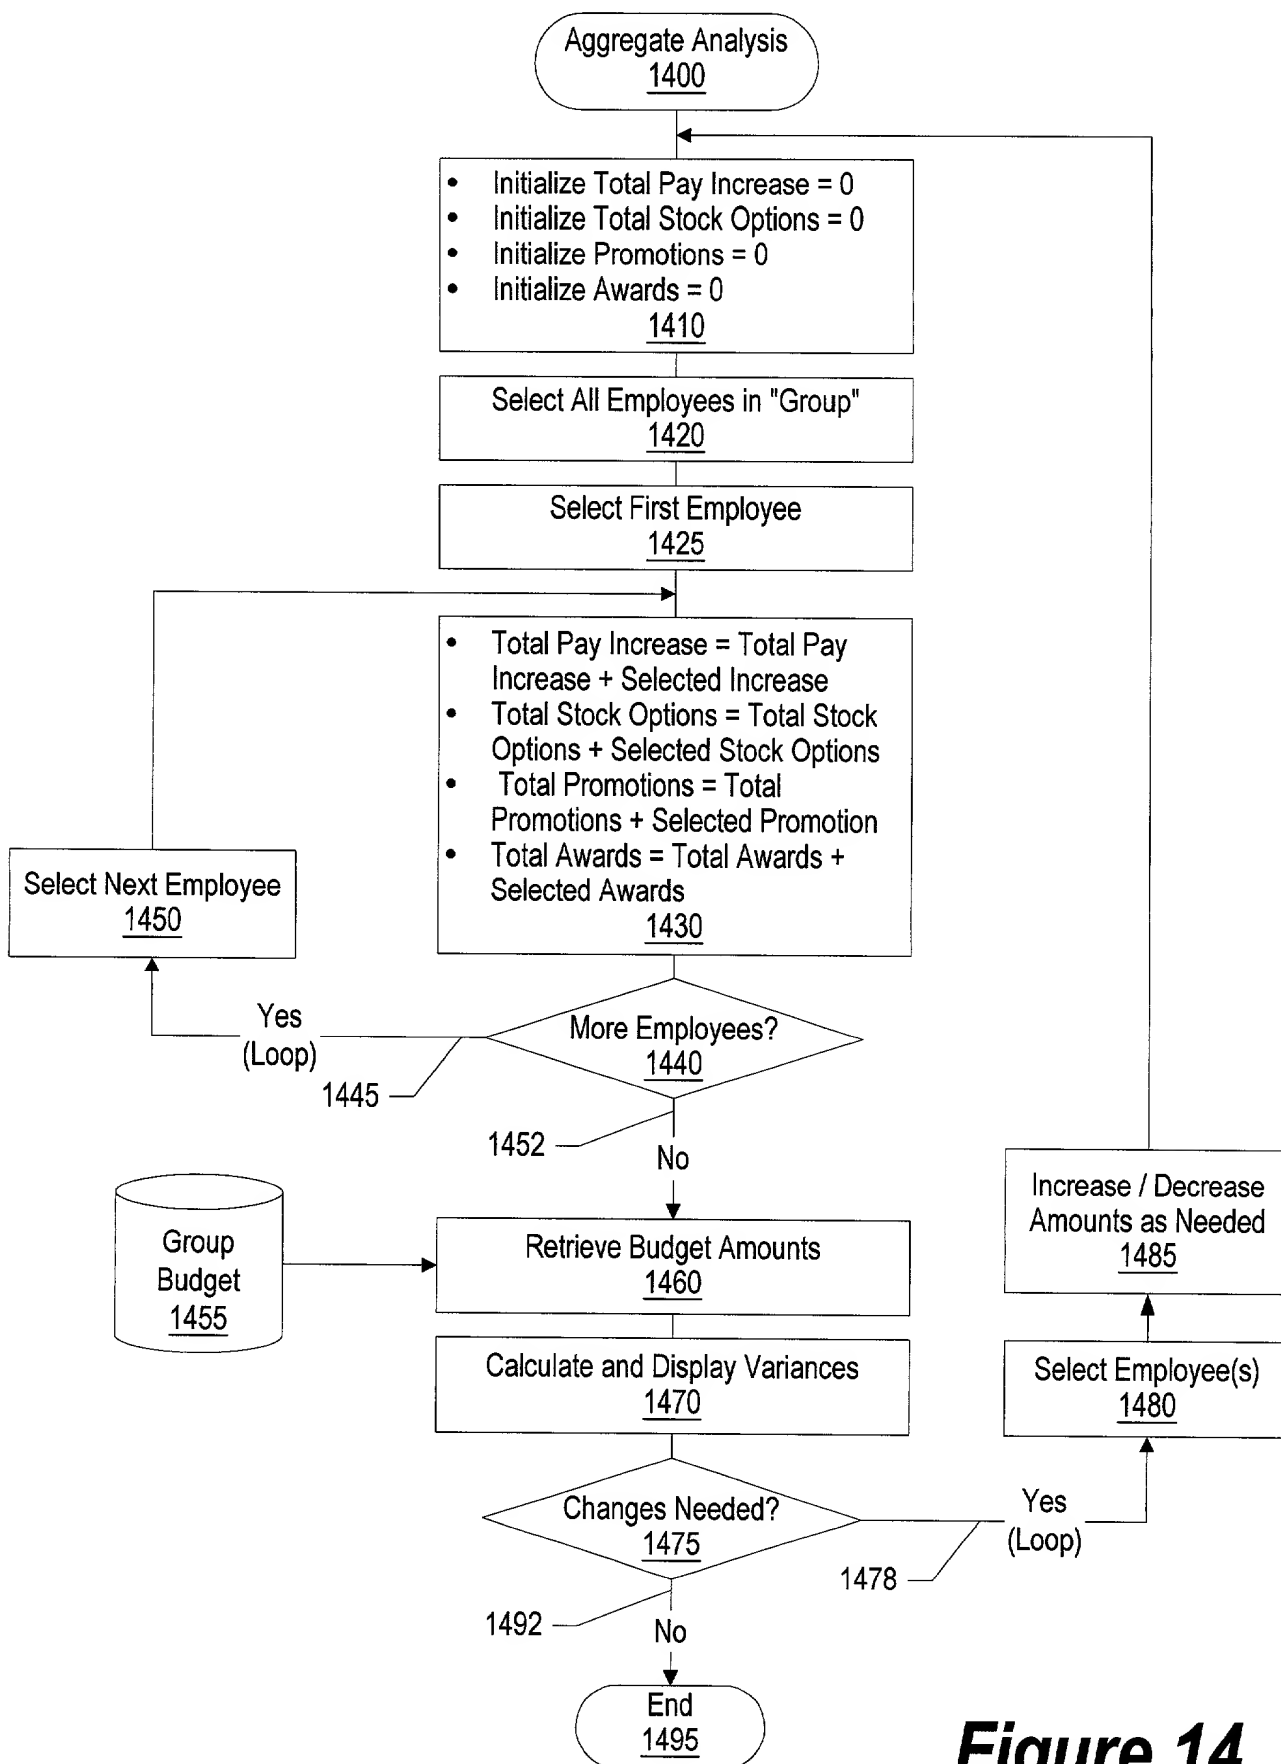 Aggregate Analysis
1400
• Initialize Total Pay Increase = 0
• Initialize Total Stock Options = 0
• Initialize Promotions = 0
• Initialize Awards = 0
1410
Select All Employees in "Group"
1420
Select First Employee
1425
• Total Pay Increase = Total Pay
Increase + Selected Increase
• Total Stock Options = Total Stock
Options + Selected Stock Options
• Total Promotions = Total
Promotions + Selected Promotion
• Total Awards = Total Awards +
Selected Awards
1430
Select Next Employee
1450
Yes
(Loop)
1445
More Employees?
1440
1452
No
Group
Budget
1455
Retrieve Budget Amounts
1460
Calculate and Display Variances
1470
Increase / Decrease
Amounts as Needed
1485
Select Employee(s)
1480
Changes Needed?
1475
Yes
(Loop)
1478
1492
No
End
1495
Figure 14